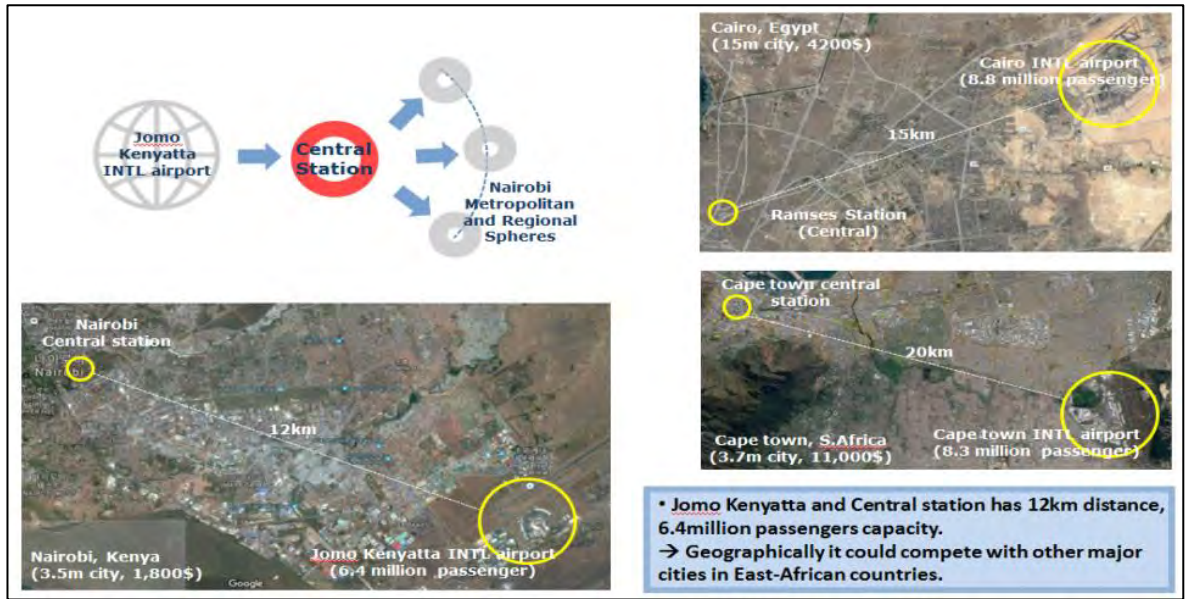 Jomo
Kenyatta
INTL airport
Central
Station
Nairobi
Metropolitan
and Regional
Spheres
Cairo, Egypt
(15m city, 4200$)
Cairo INTL airport
(8.8 million passenger)
15km
Ramses Station
(Central)
Nairobi
Central station
Nairobi
12km
Nairobi, Kenya
(3.5m city, 1,800$)
Jomo Kenyatta INTL airport
(6.4 million passenger)
Google
Cape town central
station
20km
Cape town, S.Africa
(3.7m city, 11,000$)
Cape town INTL airport
(8.3 million passenger)
• Jomo Kenyatta and Central station has 12km distance,
6.4million passengers capacity.
→ Geographically it could compete with other major
cities in East-African countries.